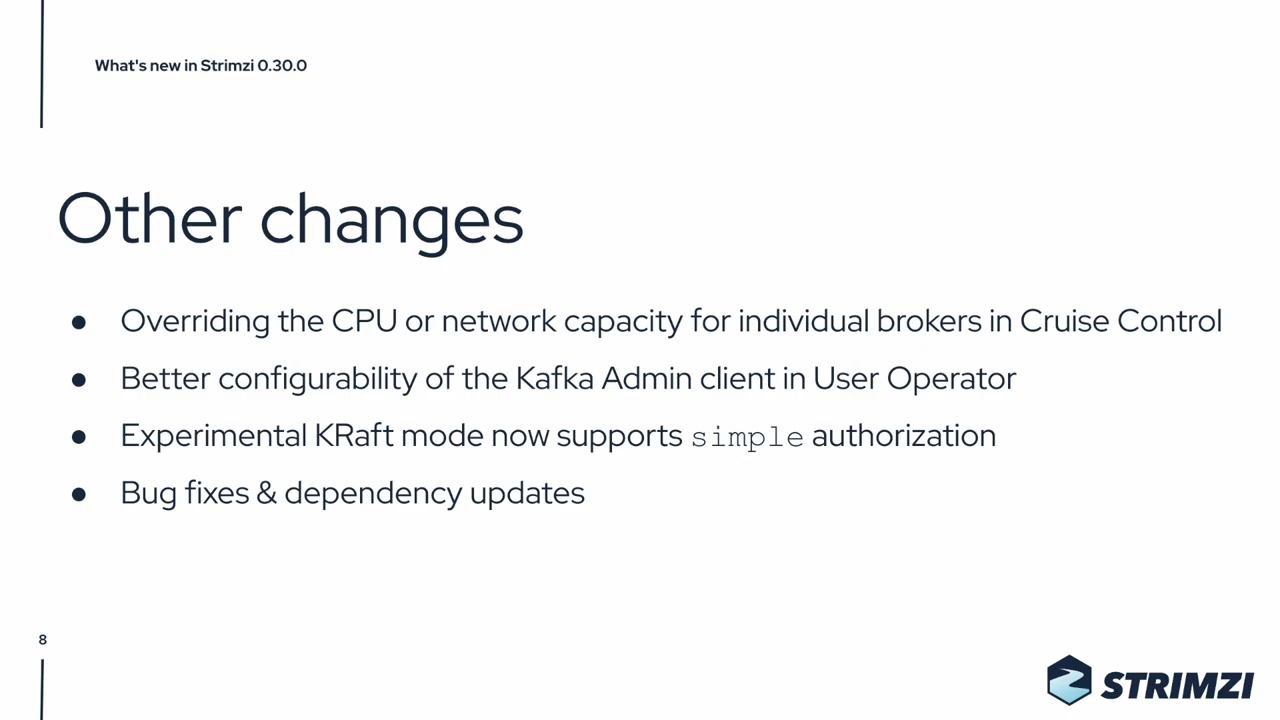 What's new in Strimzi 0.30.0
Other changes
● Overriding the CPU or network capacity for individual brokers in Cruise Control
● Better configurability of the Kafka Admin client in User Operator
● Experimental KRaft mode now supports simple authorization
● Bug fixes & dependency updates
8
STRIMZI